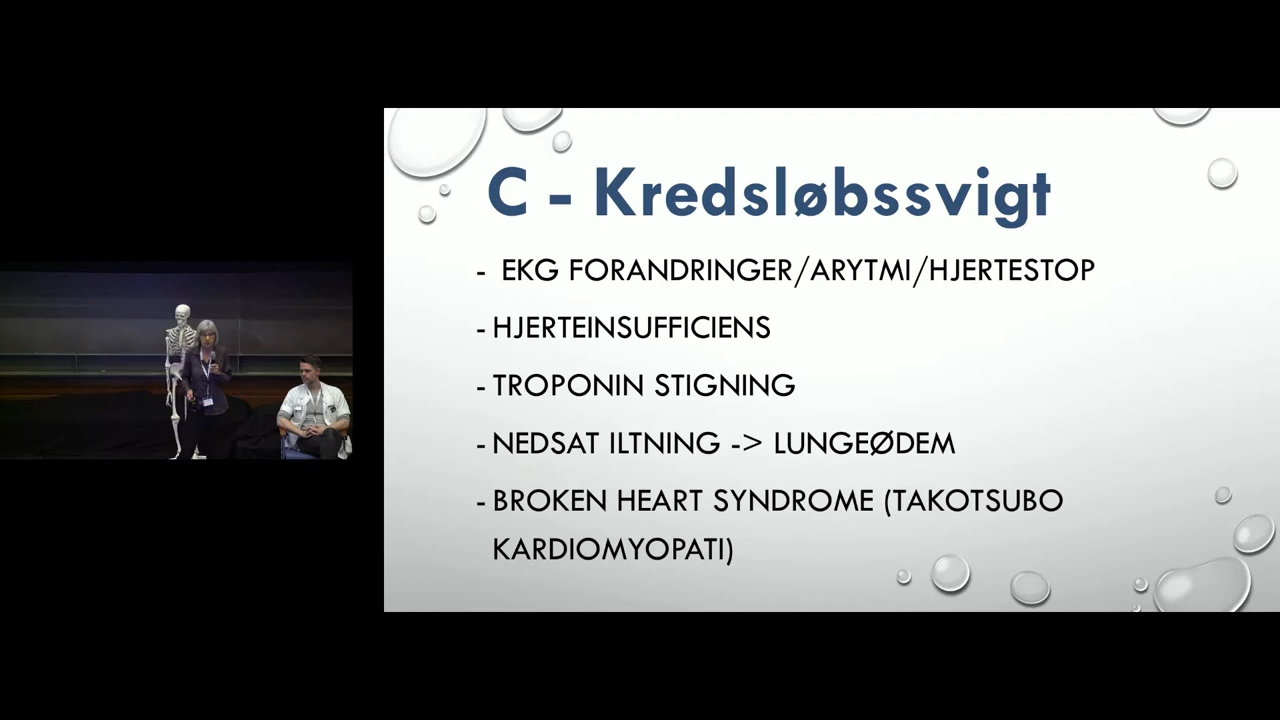 C - Kredsløbssvigt
- EKG FORANDRINGER/ARYTMI/HJERTESTOP
- HJERTEINSUFFICIENS
- TROPONIN STIGNING
- NEDSAT ILTNING -> LUNGEØDEM
- BROKEN HEART SYNDROME (TAKOTSUBO
KARDIOMYOPATI)